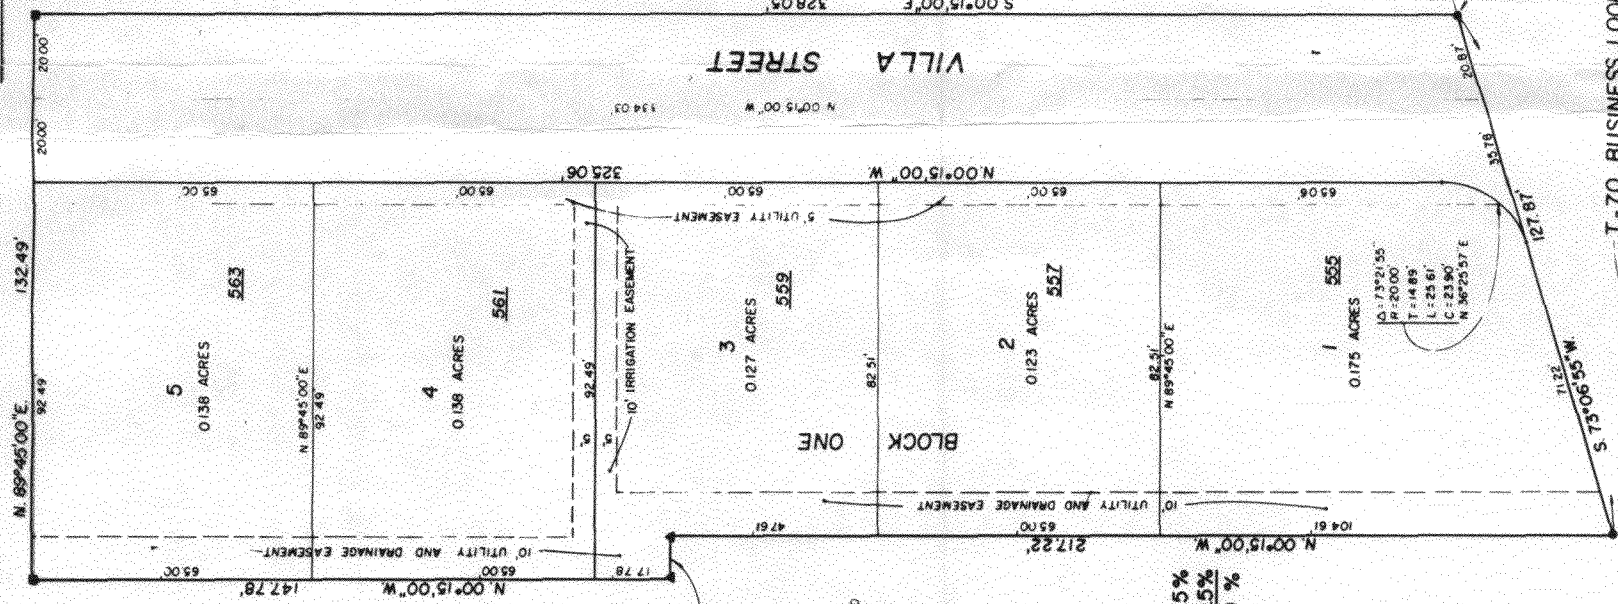 S. 00°15'00"E. 328.05'
VILLA STREET
N 00°15'00" W 334.03'
20.00'
20.00'
20.87'
35.78'
N.00°15'00"W. 325.06'
65.00'
65.00'
65.00'
65.00'
65.06'
5' UTILITY EASEMENT
N. 89°45'00"E. 132.49'
92.49'
5
0.138 ACRES
563
N 89°45'00"E
92.49
4
0.138 ACRES
561
92.49'
5'
5'
10' IRRIGATION EASEMENT
3
0.127 ACRES
559
82.51'
2
0.123 ACRES
557
82.51'
N 89°45'00"E
1
0.175 ACRES
555
Δ = 73°21'55"
R = 20.00'
T = 14.89'
L = 25.61'
C = 23.90'
N 36°25'57"E
127.87'
71.22
S. 73°06'55"W.
BLOCK ONE
10' UTILITY AND DRAINAGE EASEMENT
104.61
65.00
47.61
N. 00°15'00"W. 217.22'
10' UTILITY AND DRAINAGE EASEMENT
17.78'
65.00'
65.00'
N. 00°15'00"W. 147.78'
I-70 BUSINESS LOO
5%
.5%
%